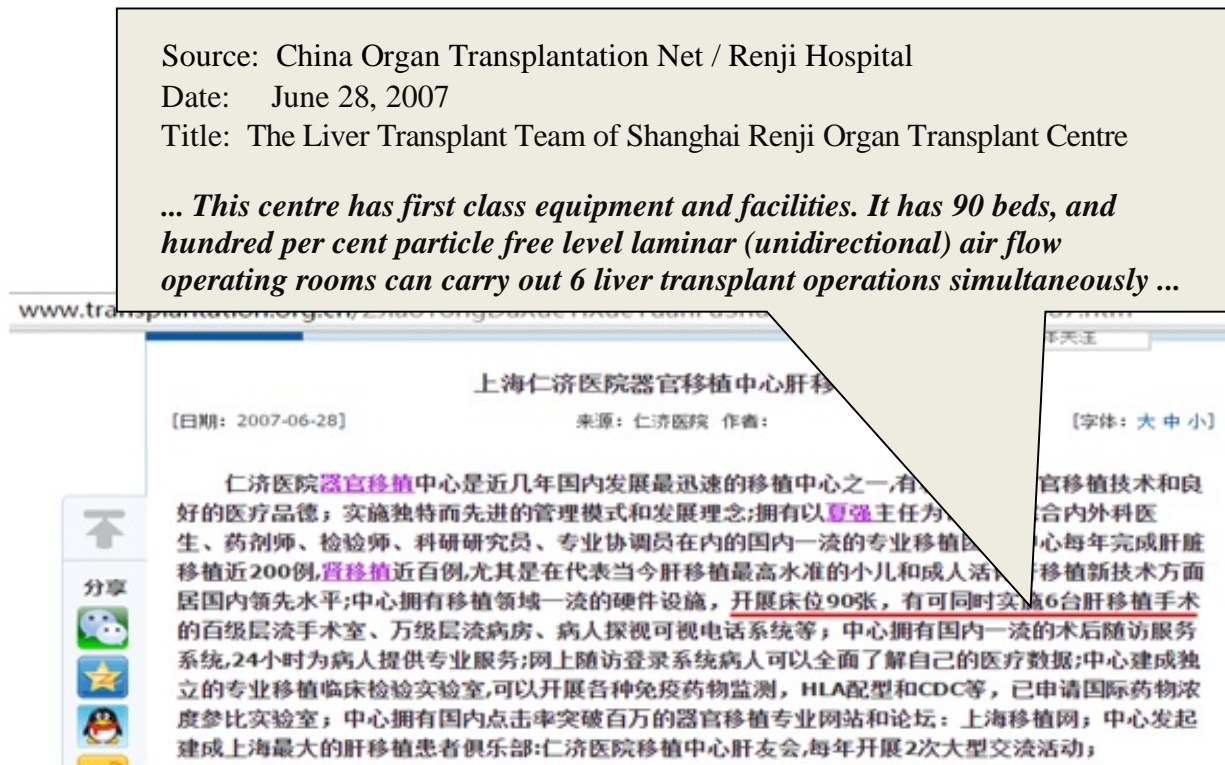 Source: China Organ Transplantation Net / Renji Hospital
Date: June 28, 2007
Title: The Liver Transplant Team of Shanghai Renji Organ Transplant Centre
... This centre has first class equipment and facilities. It has 90 beds, and
hundred per cent particle free level laminar (unidirectional) air flow
operating rooms can carry out 6 liver transplant operations simultaneously ...
上海仁济医院器官移植中心肝移
[日期: 2007-06-28] 来源: 仁济医院 作者: [字体: 大 中 小]
仁济医院器官移植中心是近几年国内发展最迅速的移植中心之一,有 官移植技术和良
好的医疗品德; 实施独特而先进的管理模式和发展理念;拥有以夏强主任为 合内外科医
生、药剂师、检验师、科研研究员、专业协调员在内的国内一流的专业移植 心每年完成肝脏
移植近200例,肾移植近百例,尤其是在代表当今肝移植最高水准的小儿和成人活 移植新技术方面
居国内领先水平;中心拥有移植领域一流的硬件设施, 开展床位90张, 有可同时实施6台肝移植手术
的百级层流手术室、万级层流病房、病人探视可视电话系统等; 中心拥有国内一流的术后随访服务
系统,24小时为病人提供专业服务;网上随访登录系统病人可以全面了解自己的医疗数据;中心建成独
立的专业移植临床检验实验室,可以开展各种免疫药物监测, HLA配型和CDC等, 已申请国际药物浓
度参比实验室; 中心拥有国内点击率突破百万的器官移植专业网站和论坛: 上海移植网; 中心发起
建成上海最大的肝移植患者俱乐部:仁济医院移植中心肝友会,每年开展2次大型交流活动;
分享